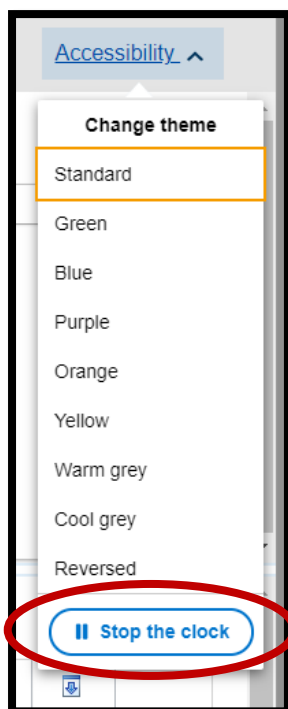 Accessibility
Change theme
Standard
Green
Blue
Purple
Orange
Yellow
Warm grey
Cool grey
Reversed
Stop the clock